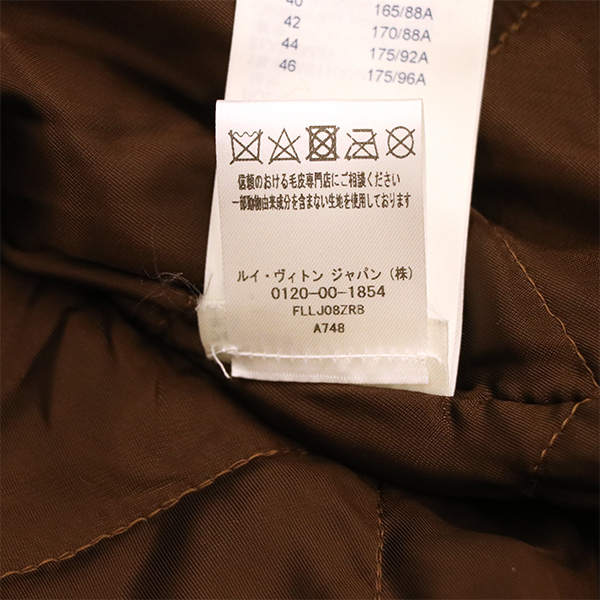 40 165/88A
42 170/88A
44 175/92A
46 175/96A
信頼のおける毛皮専門店にご相談ください
一部動物由来成分を含まない生地を使用しております
ルイ・ヴィトン ジャパン (株)
0120-00-1854
FLLJ08ZRB
A748